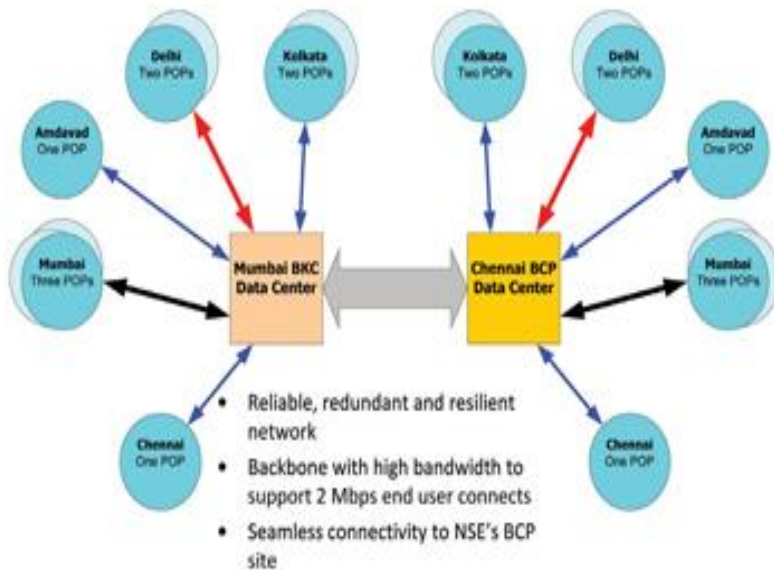 Delhi
Two POPs
Kolkata
Two POPs
Kolkata
Two POPs
Delhi
Two POPs
Amdavad
One POP
Amdavad
One POP
Mumbai
Three POPs
Mumbai BKC
Data Center
Chennai BCP
Data Center
Mumbai
Three POPs
Chennai
One POP
Chennai
One POP
• Reliable, redundant and resilient
network
• Backbone with high bandwidth to
support 2 Mbps end user connects
• Seamless connectivity to NSE's BCP
site